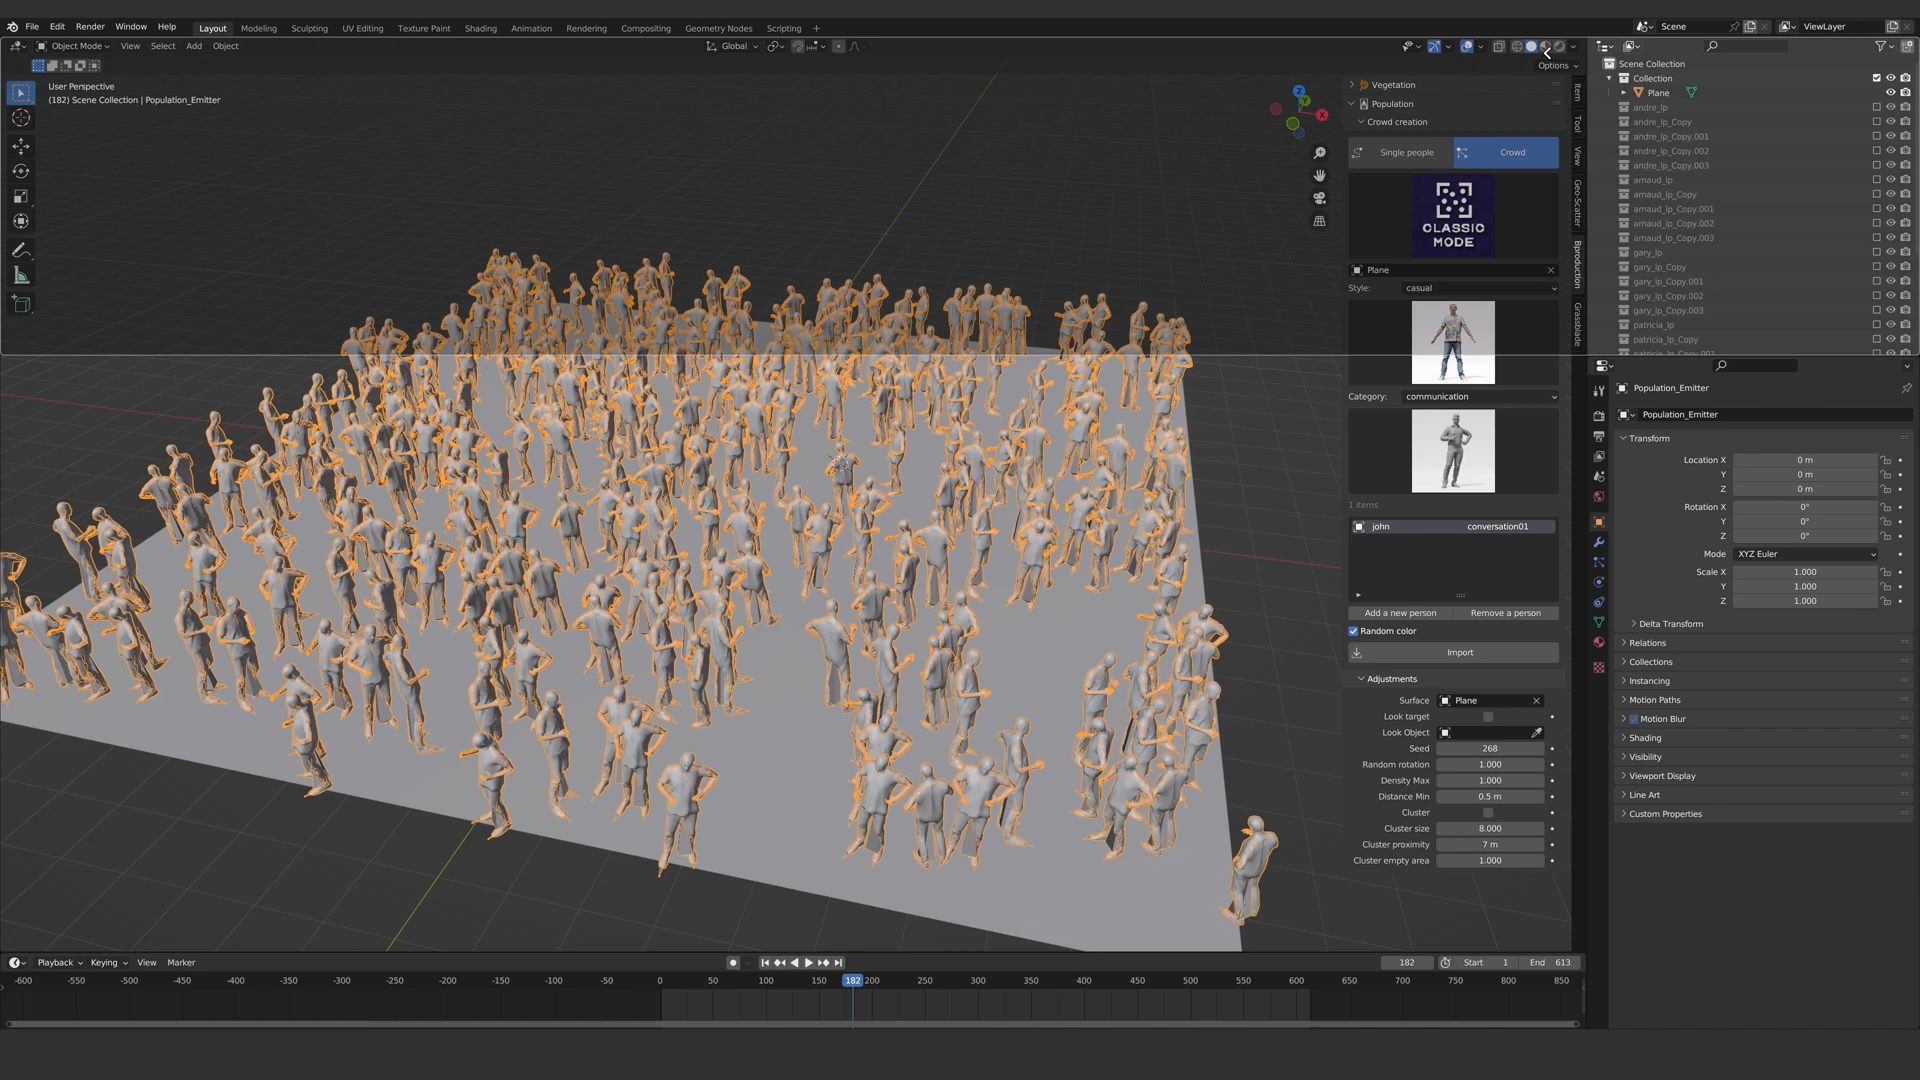 File Edit Render Window Help Layout Modeling Sculpting UV Editing Texture Paint Shading Animation Rendering Compositing Geometry Nodes Scripting + Scene ViewLayer
Object Mode View Select Add Object Global
Options
User Perspective
(182) Scene Collection | Population_Emitter
Z
Y
X
Vegetation
Population
Crowd creation
Single people Crowd
CLASSIC
MODE
Plane
Style: casual
Category: communication
1 items
john conversation01
Add a new person Remove a person
Random color
Import
Adjustments
Surface Plane
Look target
Look Object
Seed 268
Random rotation 1.000
Density Max 1.000
Distance Min 0.5 m
Cluster
Cluster size 8.000
Cluster proximity 7 m
Cluster empty area 1.000
Item
Tool
View
Geo-Scatter
Bproduction
Grassblade
Scene Collection
Collection
Plane
andre_lp
andre_lp_Copy
andre_lp_Copy.001
andre_lp_Copy.002
andre_lp_Copy.003
arnaud_lp
arnaud_lp_Copy
arnaud_lp_Copy.001
arnaud_lp_Copy.002
arnaud_lp_Copy.003
gary_lp
gary_lp_Copy
gary_lp_Copy.001
gary_lp_Copy.002
gary_lp_Copy.003
patricia_lp
patricia_lp_Copy
patricia_lp_Copy.001
Population_Emitter
Population_Emitter
Transform
Location X 0 m
Y 0 m
Z 0 m
Rotation X 0°
Y 0°
Z 0°
Mode XYZ Euler
Scale X 1.000
Y 1.000
Z 1.000
Delta Transform
Relations
Collections
Instancing
Motion Paths
Motion Blur
Shading
Visibility
Viewport Display
Line Art
Custom Properties
Playback Keying View Marker 182 Start 1 End 613
-600 -550 -500 -450 -400 -350 -300 -250 -200 -150 -100 -50 0 50 100 150 182 200 250 300 350 400 450 500 550 600 650 700 750 800 850